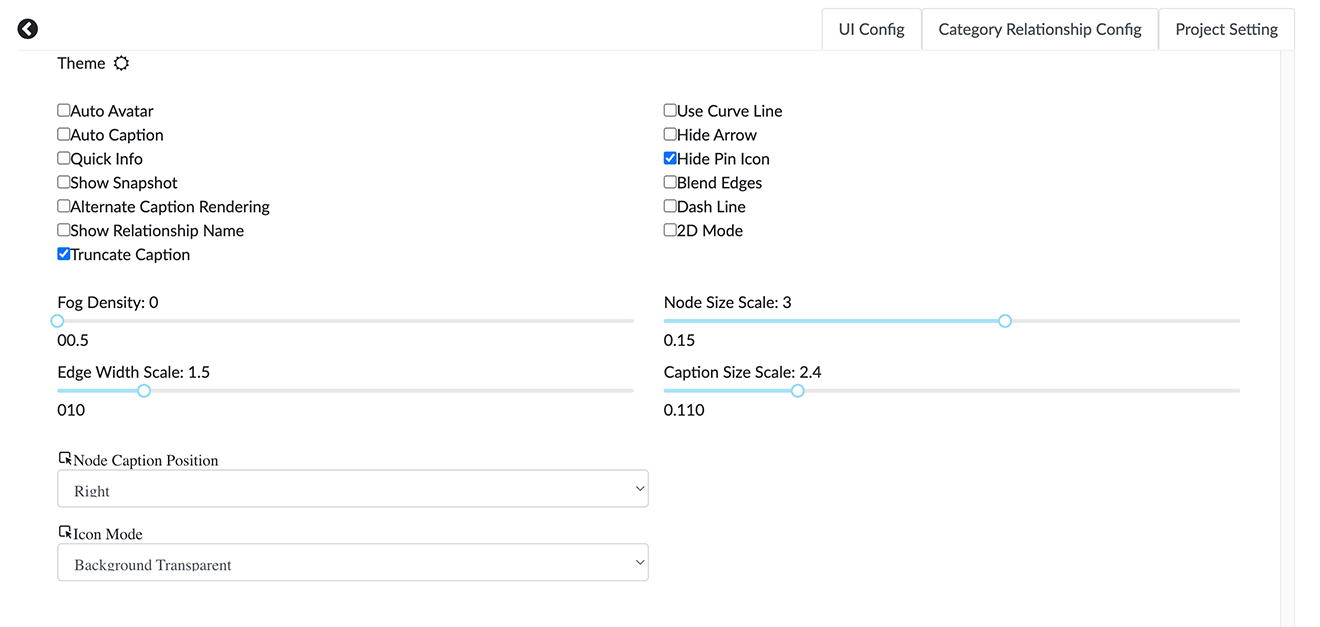 UI Config
Category Relationship Config
Project Setting
Theme
Auto Avatar
Auto Caption
Quick Info
Show Snapshot
Alternate Caption Rendering
Show Relationship Name
Truncate Caption
Use Curve Line
Hide Arrow
Hide Pin Icon
Blend Edges
Dash Line
2D Mode
Fog Density: 0
00.5
Node Size Scale: 3
0.15
Edge Width Scale: 1.5
010
Caption Size Scale: 2.4
0.110
Node Caption Position
Right
Icon Mode
Background Transparent